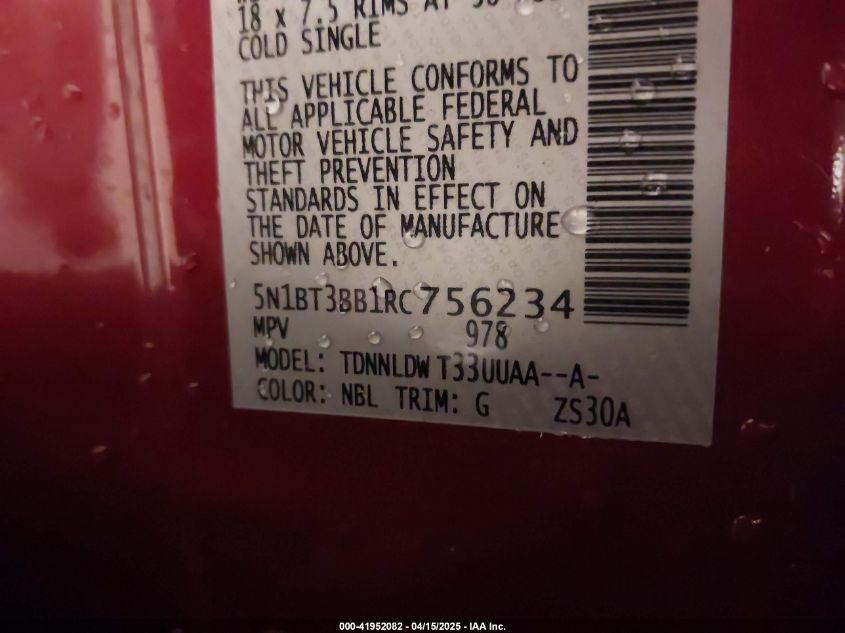 18 x 7.5 RIMS AT
COLD SINGLE
THIS VEHICLE CONFORMS TO
ALL APPLICABLE FEDERAL
MOTOR VEHICLE SAFETY AND
THEFT PREVENTION
STANDARDS IN EFFECT ON
THE DATE OF MANUFACTURE
SHOWN ABOVE.
5N1BT3BB1RC756234
MPV 978
MODEL: TDNNLDW T33UUAA--A-
COLOR: NBL TRIM: G ZS30A
000-41952082 - 04/15/2025 - IAA Inc.